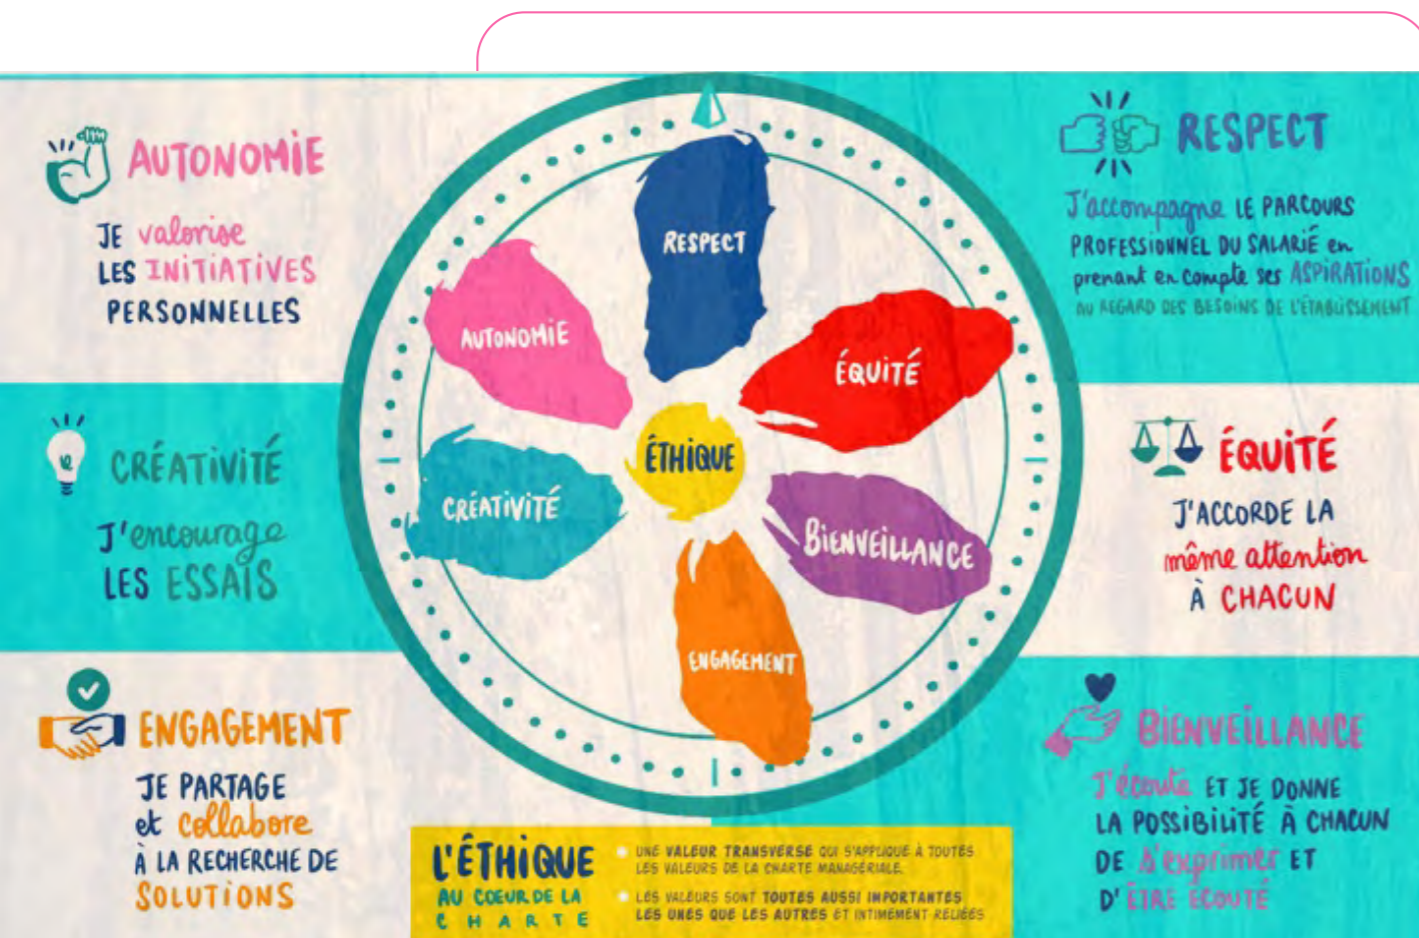 AUTONOMIE
JE valorise
LES INITIATIVES
PERSONNELLES
CRÉATIVITÉ
J'encourage
LES ESSAIS
ENGAGEMENT
JE PARTAGE
et collabore
À LA RECHERCHE DE
SOLUTIONS
RESPECT
AUTONOMIE
ÉQUITÉ
ÉTHIQUE
CRÉATIVITÉ
BIENVEILLANCE
ENGAGEMENT
RESPECT
J'accompagne LE PARCOURS
PROFESSIONNEL DU SALARIÉ en
prenant en compte ses ASPIRATIONS
AU REGARD DES BESOINS DE L'ÉTABLISSEMENT
ÉQUITÉ
J'ACCORDE LA
même attention
À CHACUN
BIENVEILLANCE
J'écoute ET JE DONNE
LA POSSIBILITÉ À CHACUN
DE s'exprimer ET
D'ÊTRE ÉCOUTÉ
L'ÉTHIQUE
AU COEUR DE LA
CHARTE
UNE VALEUR TRANSVERSE QUI S'APPLIQUE À TOUTES
LES VALEURS DE LA CHARTE MANAGÉRIALE.
LES VALEURS SONT TOUTES AUSSI IMPORTANTES
LES UNES QUE LES AUTRES ET INTIMEMENT RELIÉES